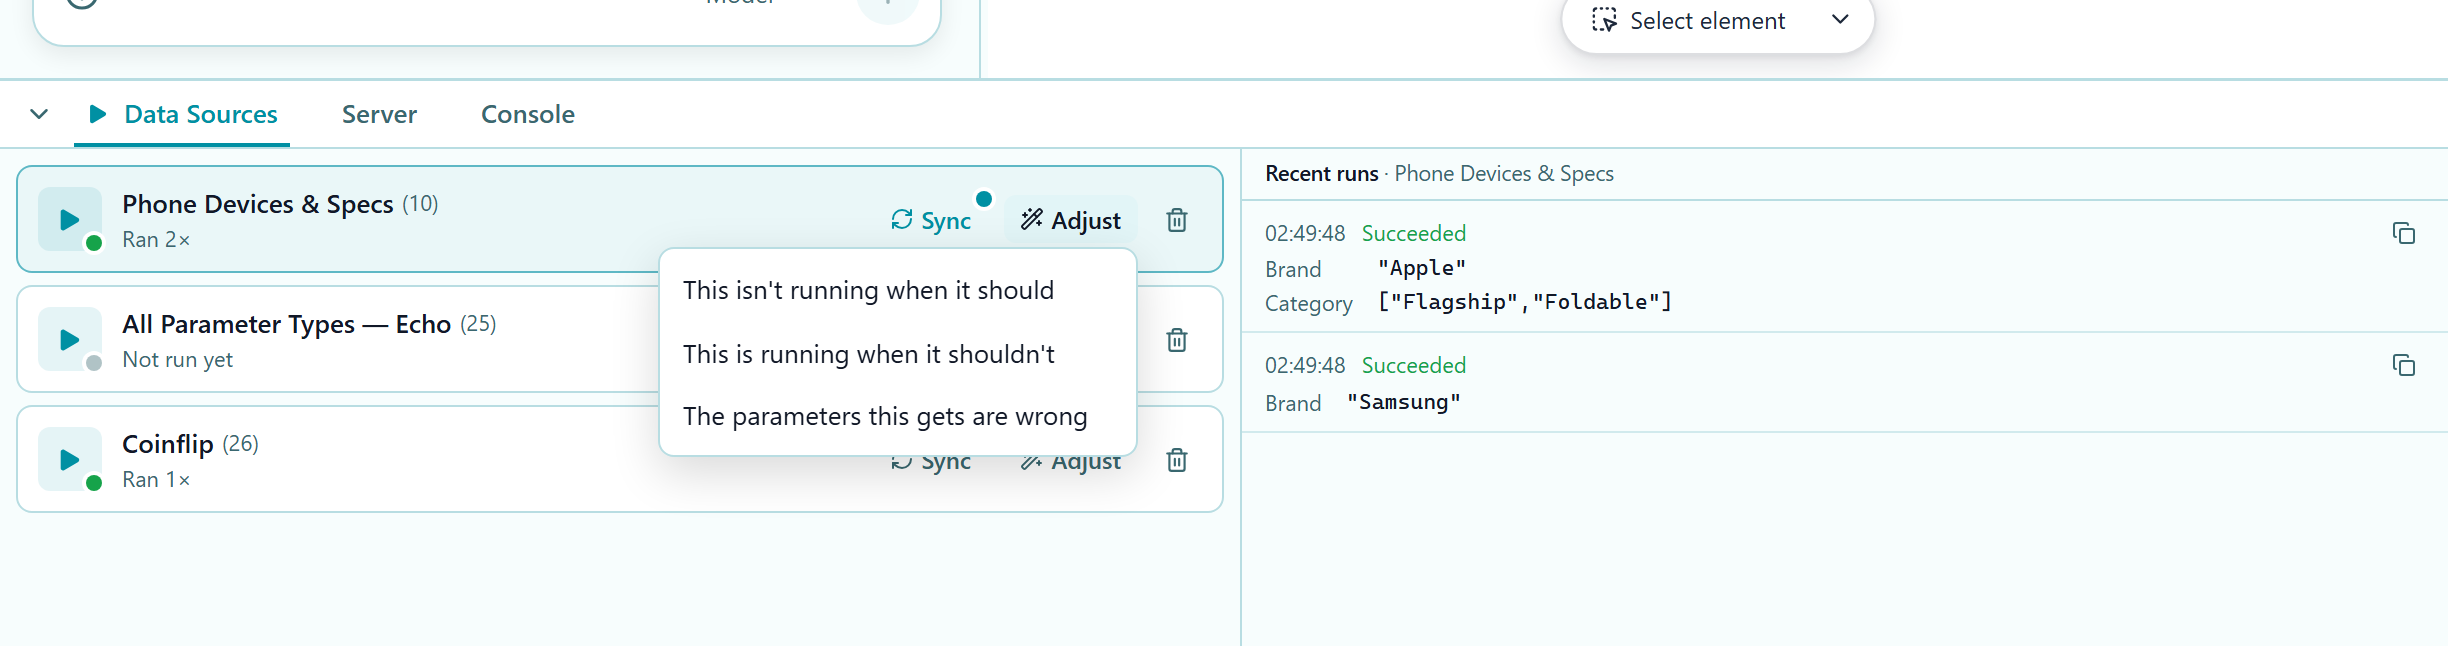 Select element
Data Sources
Server
Console
Phone Devices & Specs (10)
Ran 2×
Sync
Adjust
This isn't running when it should
This is running when it shouldn't
The parameters this gets are wrong
All Parameter Types — Echo (25)
Not run yet
Coinflip (26)
Ran 1×
Sync
Adjust
Recent runs · Phone Devices & Specs
02:49:48 Succeeded
Brand "Apple"
Category ["Flagship","Foldable"]
02:49:48 Succeeded
Brand "Samsung"